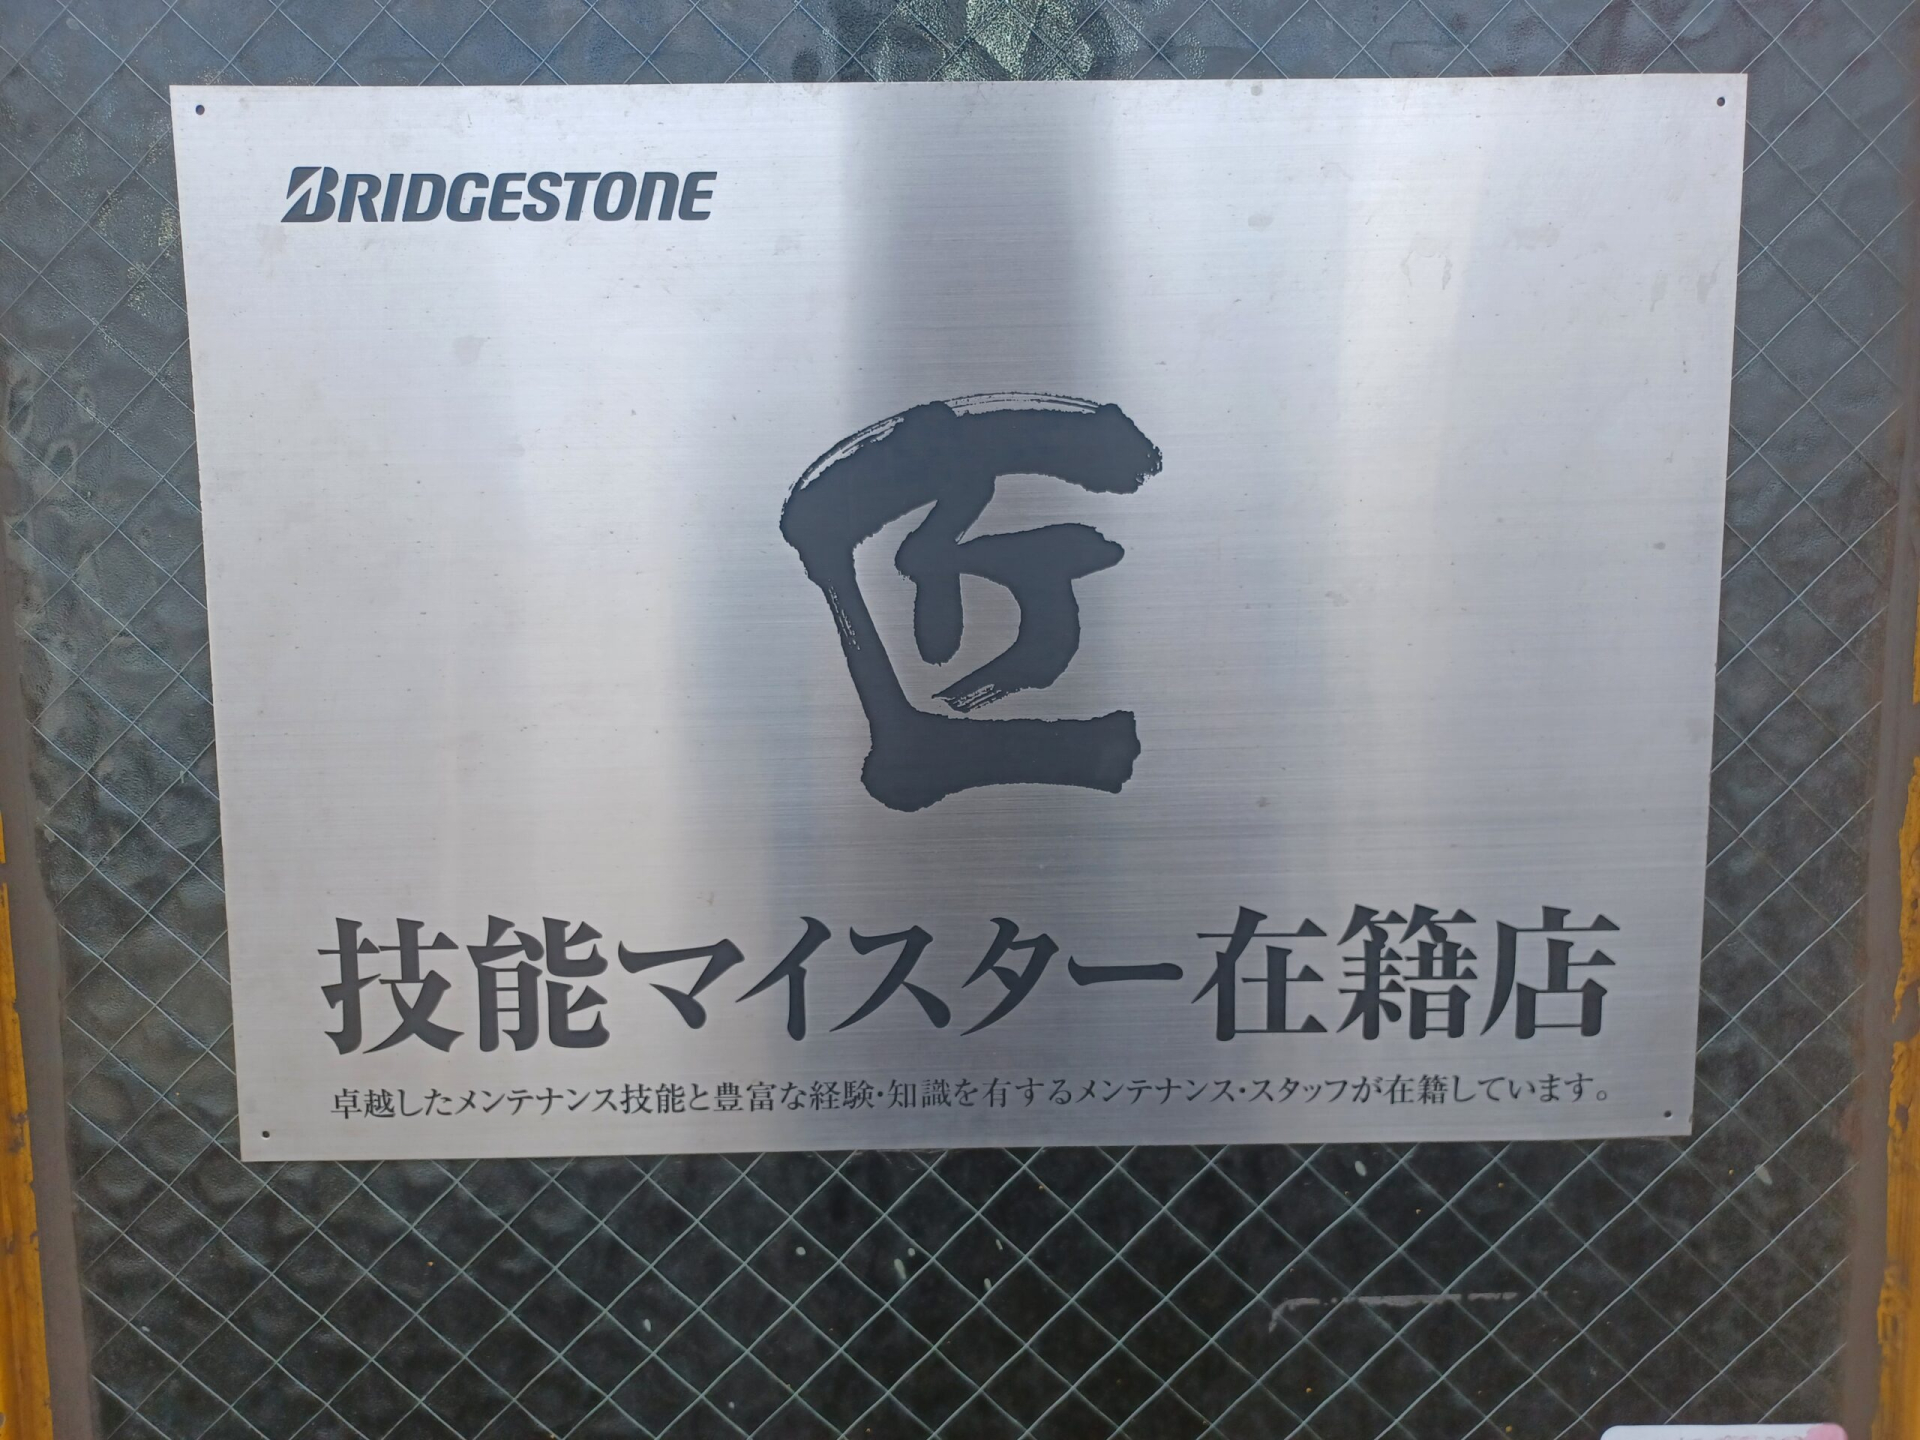 BRIDGESTONE
匠
技能マイスター在籍店
卓越したメンテナンス技能と豊富な経験・知識を有するメンテナンス・スタッフが在籍しています。